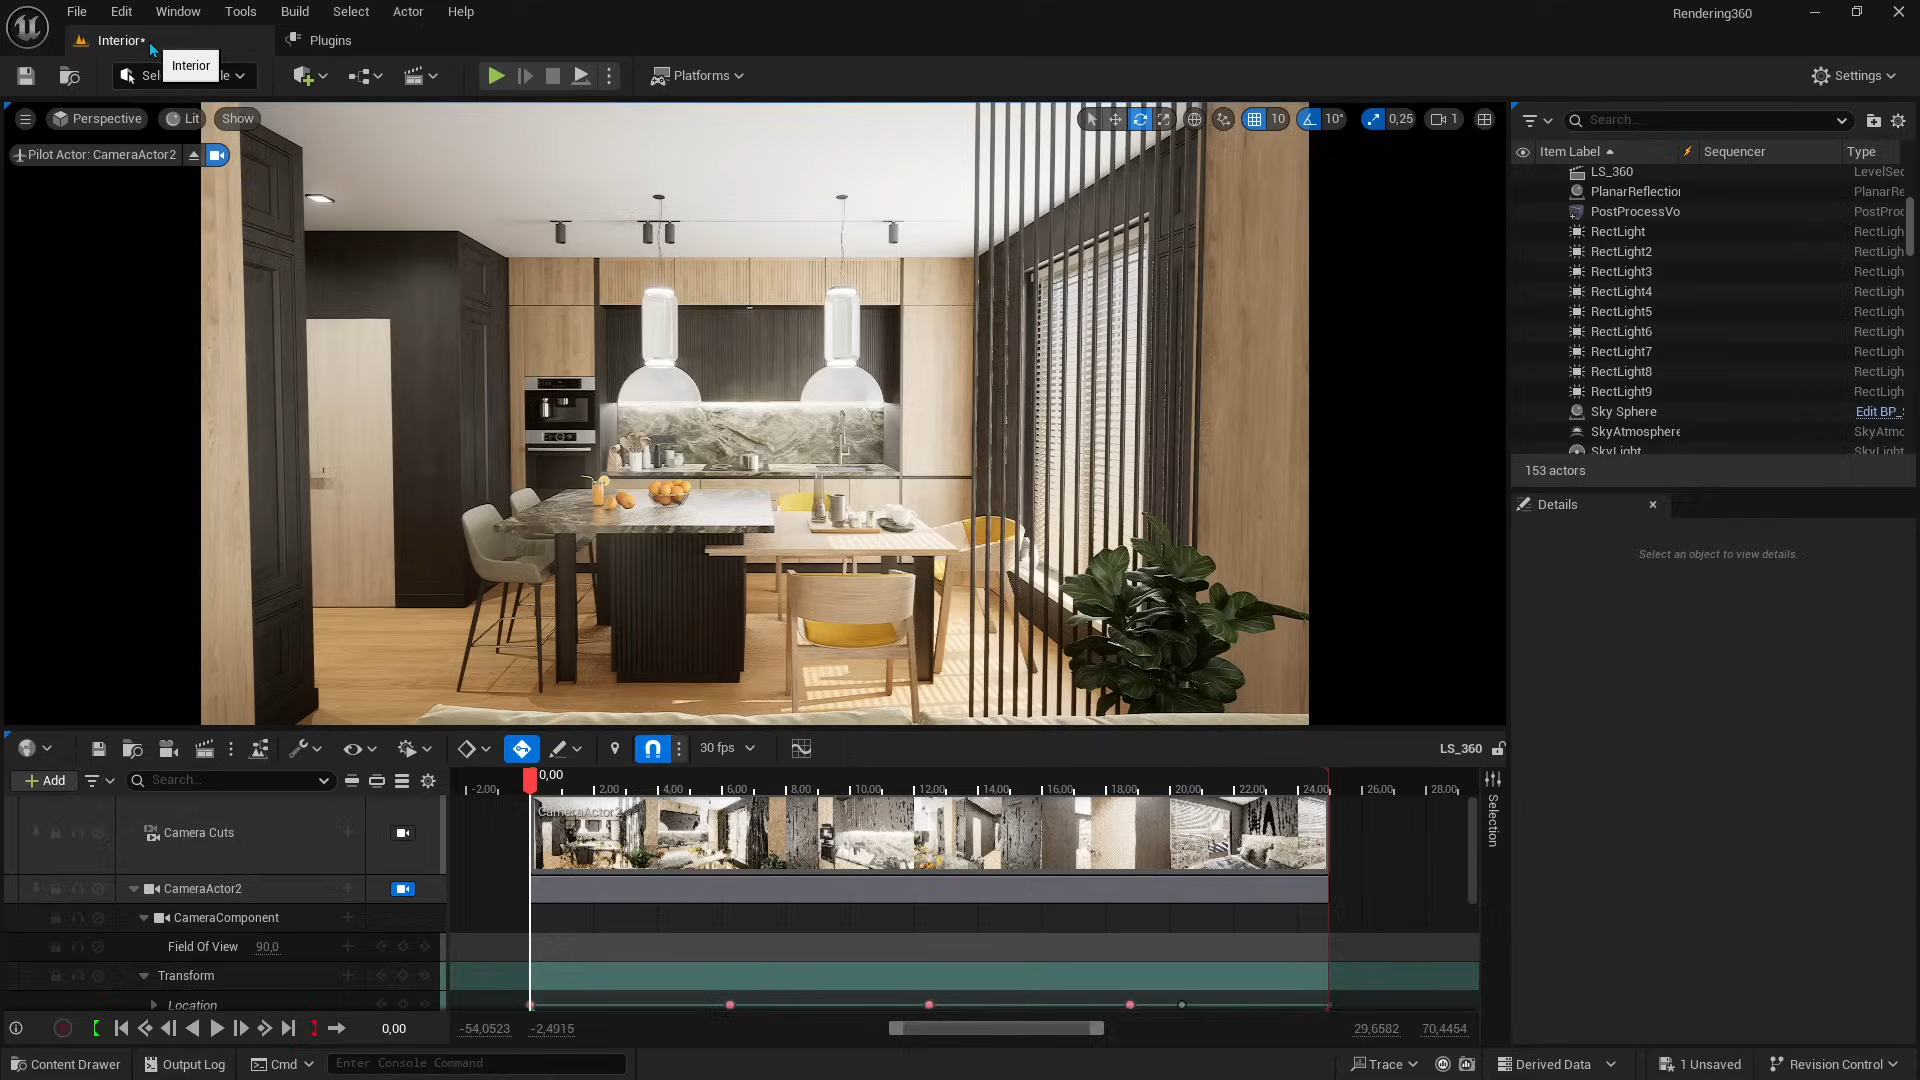 File Edit Window Tools Build Select Actor Help
Rendering360
Interior*
Plugins
Interior
Platforms
Settings
Perspective Lit Show
10 10° 0,25 1
Pilot Actor: CameraActor2
Search...
Item Label Sequencer Type
LS_360 LevelSec
PlanarReflection PlanarRe
PostProcessVo PostProc
RectLight RectLigh
RectLight2 RectLigh
RectLight3 RectLigh
RectLight4 RectLigh
RectLight5 RectLigh
RectLight6 RectLigh
RectLight7 RectLigh
RectLight8 RectLigh
RectLight9 RectLigh
Sky Sphere Edit BP_
SkyAtmosphere SkyAtmo
SkyLight SkyLight
153 actors
Details
Select an object to view details.
30 fps
LS_360
Add
Search...
0,00
-2,00 2,00 4,00 6,00 8,00 10,00 12,00 14,00 16,00 18,00 20,00 22,00 24,00 26,00 28,00
CameraActor2
Camera Cuts
CameraActor2
CameraComponent
Field Of View 90,0
Transform
Location
Selection
0,00
-54,0523 -2,4915 29,6582 70,4454
Content Drawer Output Log Cmd Enter Console Command
Trace Derived Data 1 Unsaved Revision Control